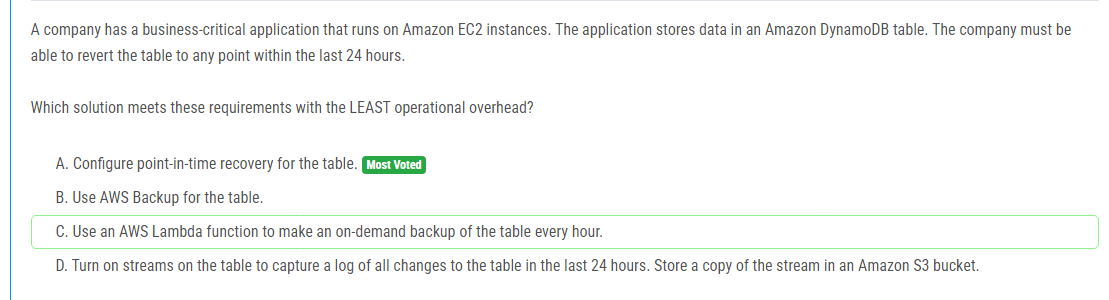 A company has a business-critical application that runs on Amazon EC2 instances. The application stores data in an Amazon DynamoDB table. The company must be
able to revert the table to any point within the last 24 hours.
Which solution meets these requirements with the LEAST operational overhead?
A. Configure point-in-time recovery for the table. Most Voted
B. Use AWS Backup for the table.
C. Use an AWS Lambda function to make an on-demand backup of the table every hour.
D. Turn on streams on the table to capture a log of all changes to the table in the last 24 hours. Store a copy of the stream in an Amazon S3 bucket.